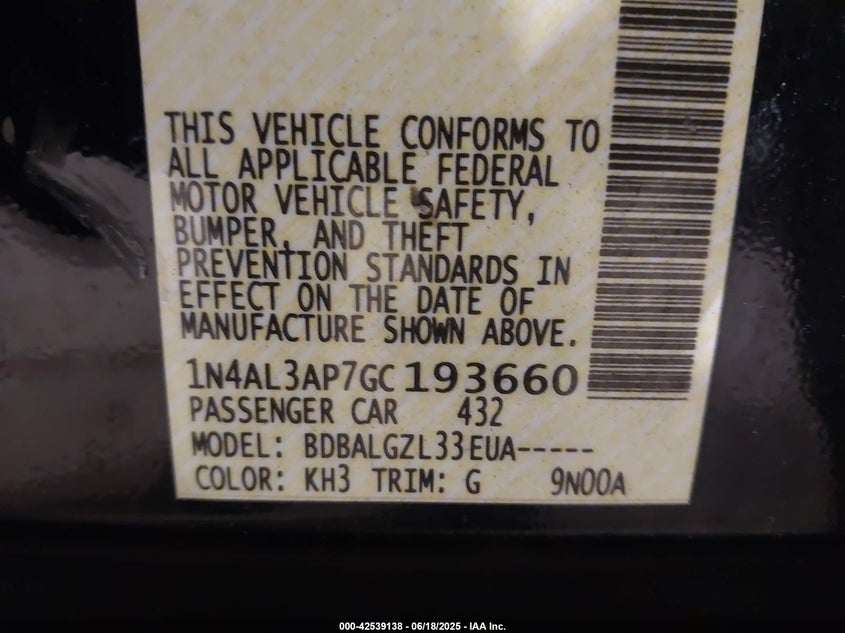 THIS VEHICLE CONFORMS TO
ALL APPLICABLE FEDERAL
MOTOR VEHICLE SAFETY,
BUMPER, AND THEFT
PREVENTION STANDARDS IN
EFFECT ON THE DATE OF
MANUFACTURE SHOWN ABOVE.
1N4AL3AP7GC193660
PASSENGER CAR 432
MODEL: BDBALGZL33EUA-----
COLOR: KH3 TRIM: G 9N00A
000-42539138 - 06/18/2025 - IAA Inc.